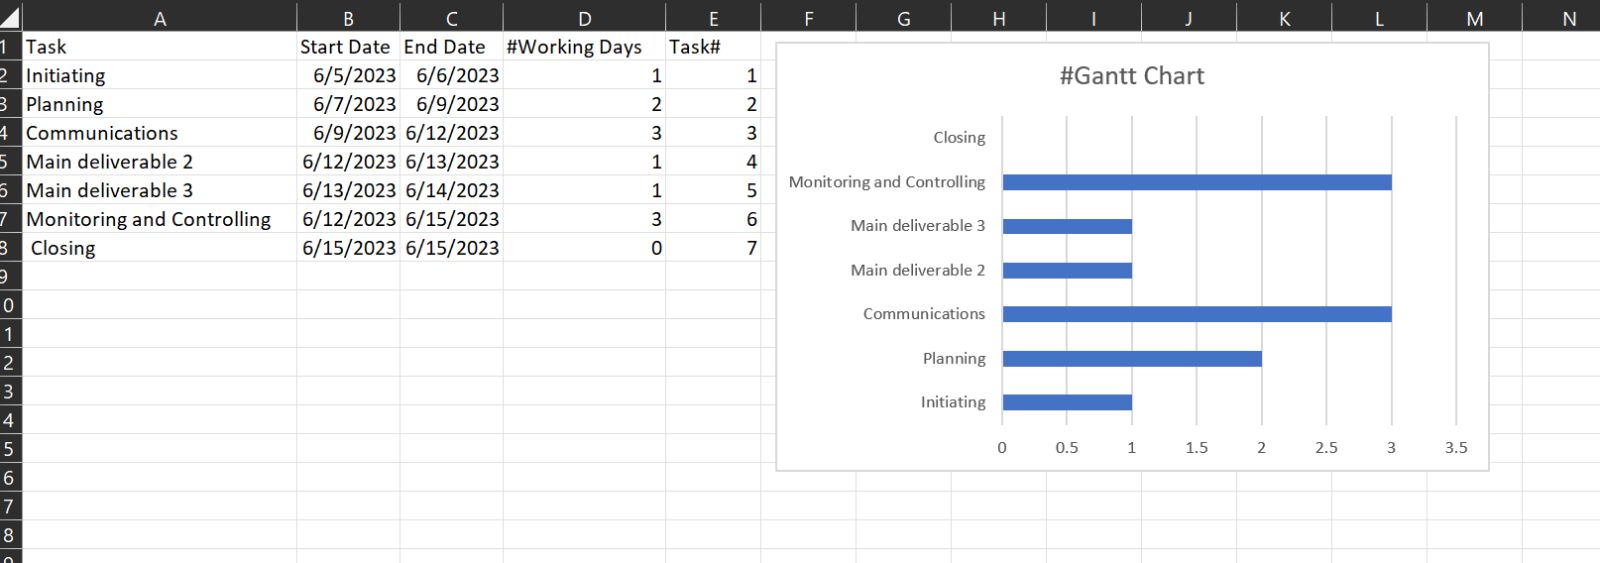 A B C D E F G H I J K L M N
1 Task Start Date End Date #Working Days Task#
2 Initiating 6/5/2023 6/6/2023 1 1
3 Planning 6/7/2023 6/9/2023 2 2
4 Communications 6/9/2023 6/12/2023 3 3
5 Main deliverable 2 6/12/2023 6/13/2023 1 4
6 Main deliverable 3 6/13/2023 6/14/2023 1 5
7 Monitoring and Controlling 6/12/2023 6/15/2023 3 6
8 Closing 6/15/2023 6/15/2023 0 7
9
0
1
2
3
4
5
6
7
8
#Gantt Chart
Closing
Monitoring and Controlling
Main deliverable 3
Main deliverable 2
Communications
Planning
Initiating
0 0.5 1 1.5 2 2.5 3 3.5